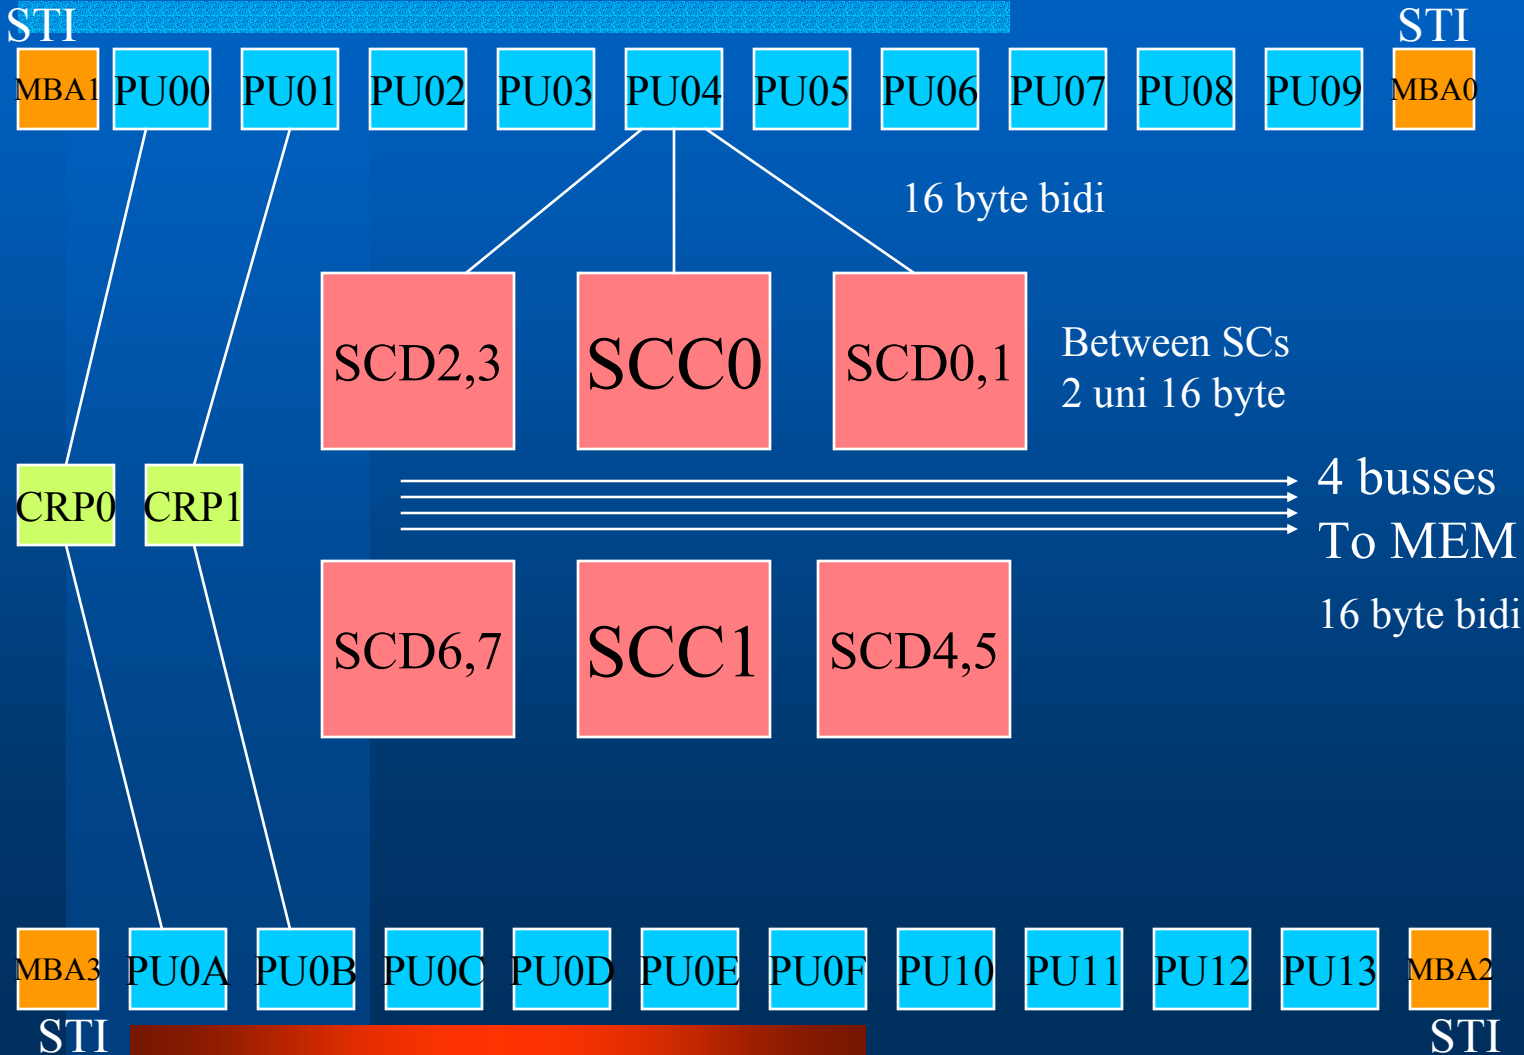 STI
STI
MBA1 PU00 PU01 PU02 PU03 PU04 PU05 PU06 PU07 PU08 PU09 MBA0
16 byte bidi
SCD2,3 SCC0 SCD0,1
Between SCs
2 uni 16 byte
CRP0 CRP1
4 busses
To MEM
16 byte bidi
SCD6,7 SCC1 SCD4,5
MBA3 PU0A PU0B PU0C PU0D PU0E PU0F PU10 PU11 PU12 PU13 MBA2
STI
STI